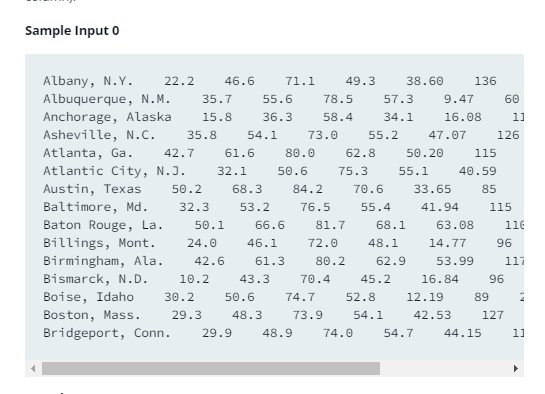 Sample Input 0
Albany, N.Y. 22.2 46.6 71.1 49.3 38.60 136
Albuquerque, N.M. 35.7 55.6 78.5 57.3 9.47 60
Anchorage, Alaska 15.8 36.3 58.4 34.1 16.08 11
Asheville, N.C. 35.8 54.1 73.0 55.2 47.07 126
Atlanta, Ga. 42.7 61.6 80.0 62.8 50.20 115
Atlantic City, N.J. 32.1 50.6 75.3 55.1 40.59
Austin, Texas 50.2 68.3 84.2 70.6 33.65 85
Baltimore, Md. 32.3 53.2 76.5 55.4 41.94 115
Baton Rouge, La. 50.1 66.6 81.7 68.1 63.08 110
Billings, Mont. 24.0 46.1 72.0 48.1 14.77 96
Birmingham, Ala. 42.6 61.3 80.2 62.9 53.99 117
Bismarck, N.D. 10.2 43.3 70.4 45.2 16.84 96
Boise, Idaho 30.2 50.6 74.7 52.8 12.19 89 2
Boston, Mass. 29.3 48.3 73.9 54.1 42.53 127
Bridgeport, Conn. 29.9 48.9 74.0 54.7 44.15 11